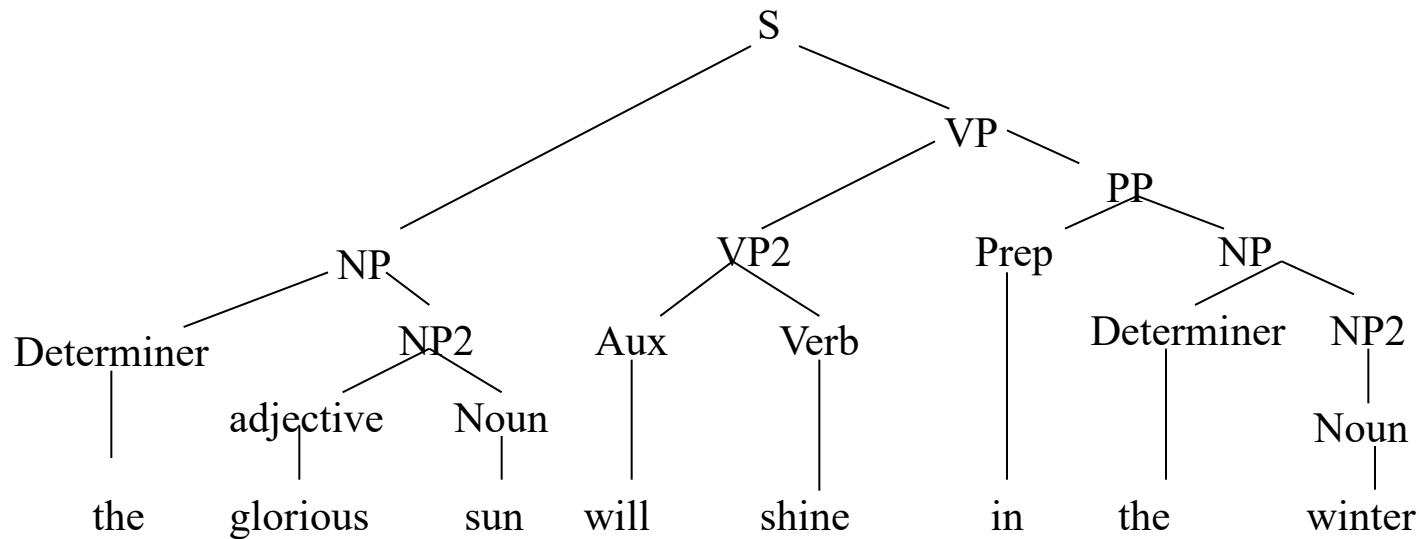 S
VP
PP
NP VP2 Prep NP
Determiner NP2 Aux Verb Determiner NP2
adjective Noun Noun
the glorious sun will shine in the winter